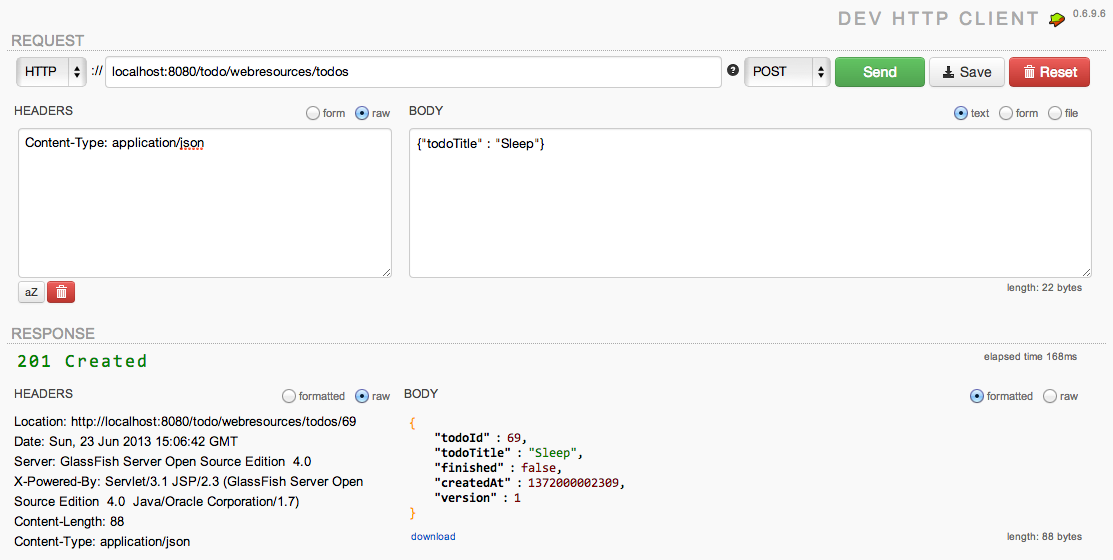 DEV HTTP CLIENT 0.6.9.6
REQUEST
HTTP :// localhost:8080/todo/webresources/todos ? POST Send Save Reset
HEADERS form raw BODY text form file
Content-Type: application/json
{"todoTitle" : "Sleep"}
aZ
length: 22 bytes
RESPONSE
201 Created
elapsed time 168ms
HEADERS formatted raw BODY formatted raw
Location: http://localhost:8080/todo/webresources/todos/69
Date: Sun, 23 Jun 2013 15:06:42 GMT
Server: GlassFish Server Open Source Edition  4.0
X-Powered-By: Servlet/3.1 JSP/2.3 (GlassFish Server Open
Source Edition  4.0  Java/Oracle Corporation/1.7)
Content-Length: 88
Content-Type: application/json
{
"todoId" : 69,
"todoTitle" : "Sleep",
"finished" : false,
"createdAt" : 1372000002309,
"version" : 1
}
download
length: 88 bytes